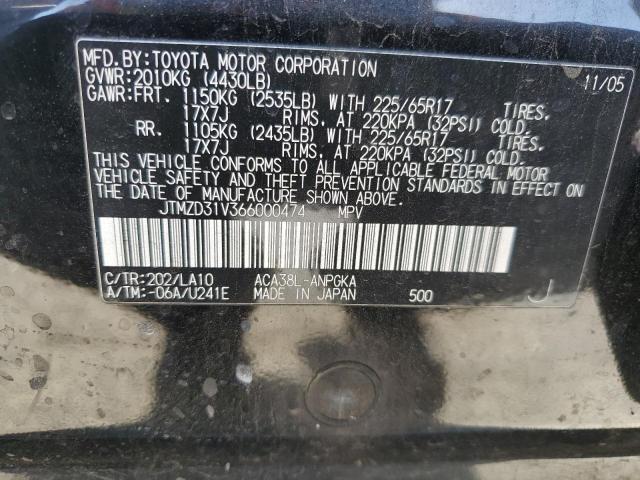 MFD. BY: TOYOTA MOTOR CORPORATION 11/05
GVWR: 2010KG (4430LB)
GAWR: FRT. 1150KG (2535LB) WITH 225/65R17 TIRES.
17X7J RIMS, AT 220KPA (32PSI) COLD.
RR. 1105KG (2435LB) WITH 225/65R17 TIRES.
17X7J RIMS, AT 220KPA (32PSI) COLD.
THIS VEHICLE CONFORMS TO ALL APPLICABLE FEDERAL MOTOR
VEHICLE SAFETY AND THEFT PREVENTION STANDARDS IN EFFECT ON
THE DATE OF MANUFACTURE SHOWN ABOVE.
JTMZD31V366000474 MPV
C/TR: 202/LA10 ACA38L-ANPGKA
A/TM: -06A/U241E MADE IN JAPAN 500 J